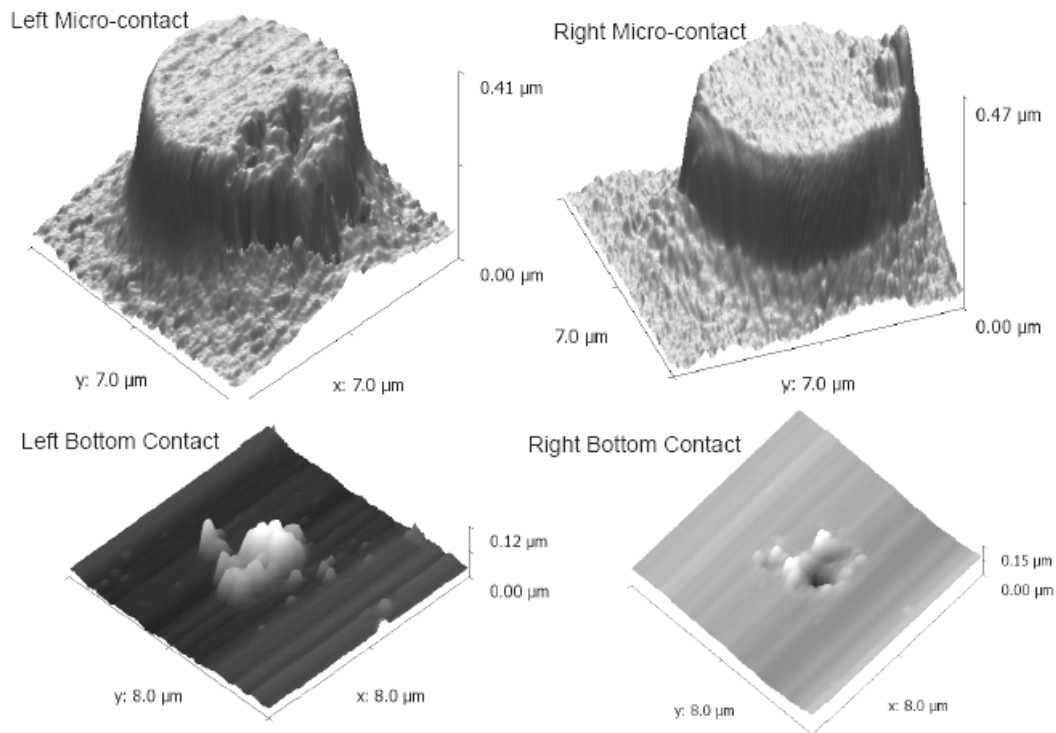 Left Micro-contact
0.41 µm
0.00 µm
y: 7.0 µm
x: 7.0 µm
Right Micro-contact
0.47 µm
0.00 µm
7.0 µm
y: 7.0 µm
Left Bottom Contact
0.12 µm
0.00 µm
y: 8.0 µm
x: 8.0 µm
Right Bottom Contact
0.15 µm
0.00 µm
y: 8.0 µm
x: 8.0 µm